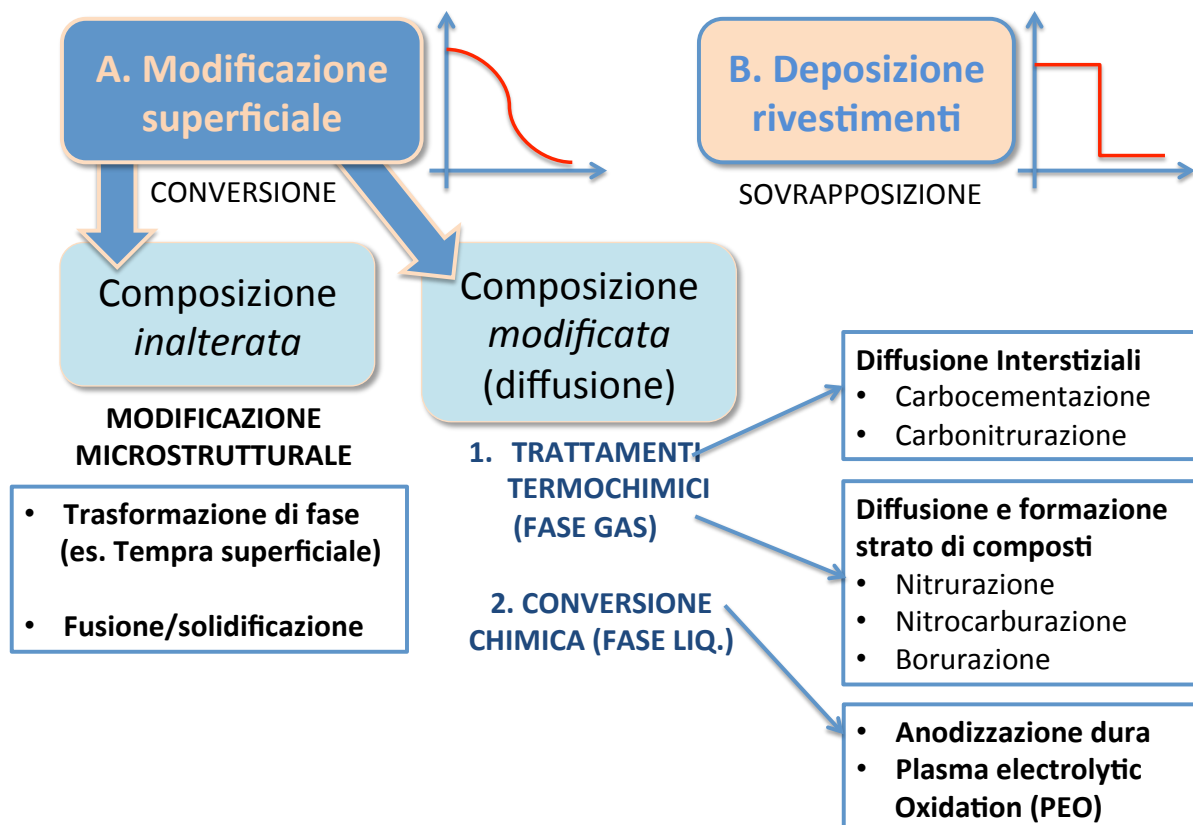 A. Modificazione
superficiale
CONVERSIONE
B. Deposizione
rivestimenti
SOVRAPPOSIZIONE
Composizione
inalterata
MODIFICAZIONE
MICROSTRUTTURALE
• Trasformazione di fase
(es. Tempra superficiale)
• Fusione/solidificazione
Composizione
modificata
(diffusione)
1. TRATTAMENTI
TERMOCHIMICI
(FASE GAS)
2. CONVERSIONE
CHIMICA (FASE LIQ.)
Diffusione Interstiziali
• Carbocementazione
• Carbonitrurazione
Diffusione e formazione
strato di composti
• Nitrurazione
• Nitrocarburazione
• Borurazione
• Anodizzazione dura
• Plasma electrolytic
Oxidation (PEO)